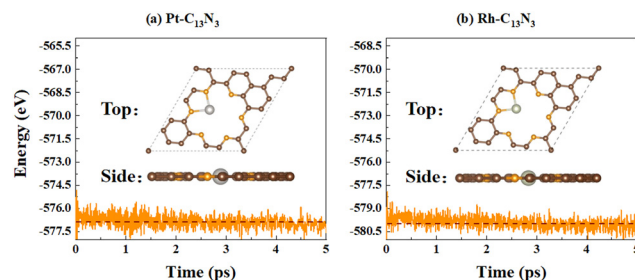 (a) Pt-C₁₃N₃
(b) Rh-C₁₃N₃
Energy (eV)
-565.5
-567.0
-568.5
-570.0
-571.5
-573.0
-574.5
-576.0
-577.5
Top:
Side:
0 1 2 3 4 5
Time (ps)
-568.5
-570.0
-571.5
-573.0
-574.5
-576.0
-577.5
-579.0
-580.5
Top:
Side:
0 1 2 3 4 5
Time (ps)